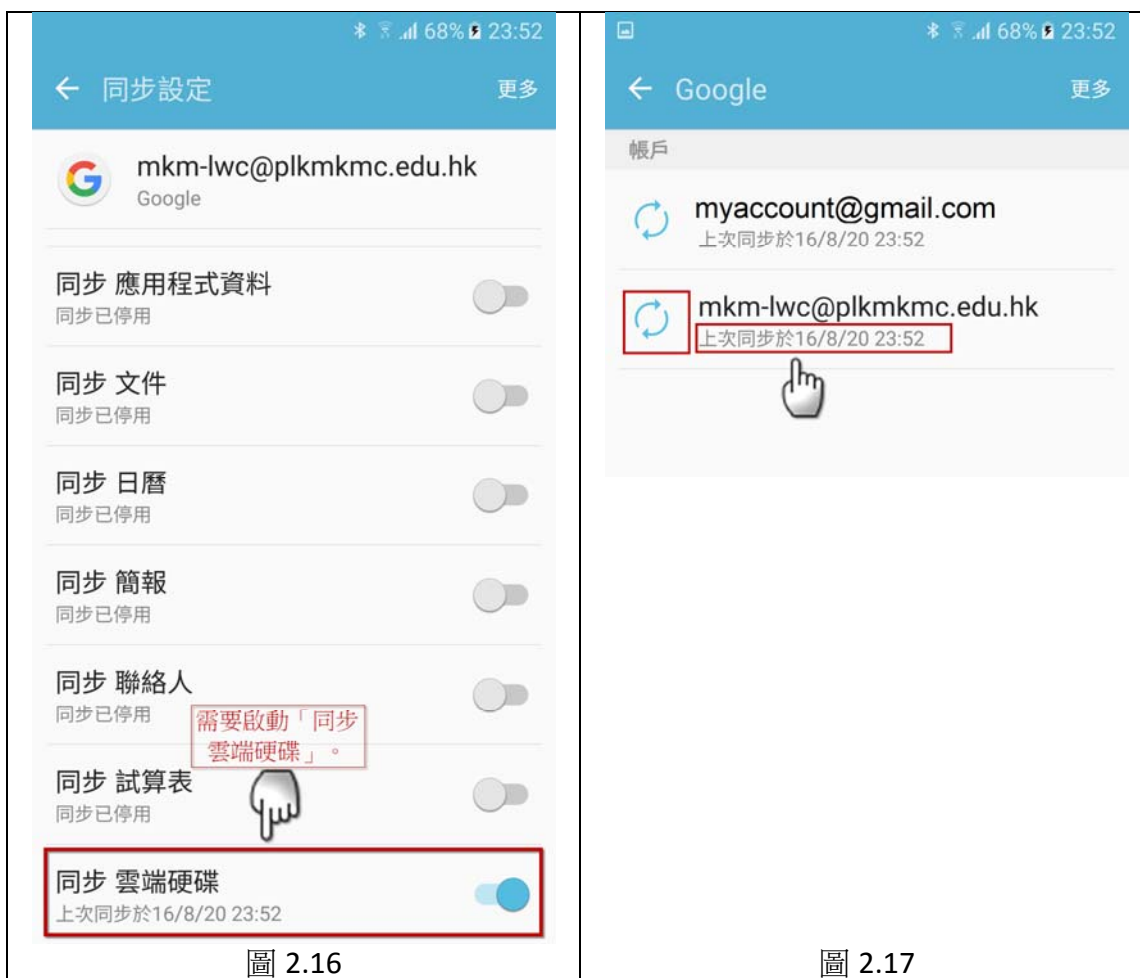 68% 23:52
同步設定 更多
mkm-lwc@plkmkmc.edu.hk
Google
同步 應用程式資料
同步已停用
同步 文件
同步已停用
同步 日曆
同步已停用
同步 簡報
同步已停用
同步 聯絡人
同步已停用
需要啟動「同步
雲端硬碟」。
同步 試算表
同步已停用
同步 雲端硬碟
上次同步於16/8/20 23:52
圖 2.16
68% 23:52
Google 更多
帳戶
myaccount@gmail.com
上次同步於16/8/20 23:52
mkm-lwc@plkmkmc.edu.hk
上次同步於16/8/20 23:52
圖 2.17